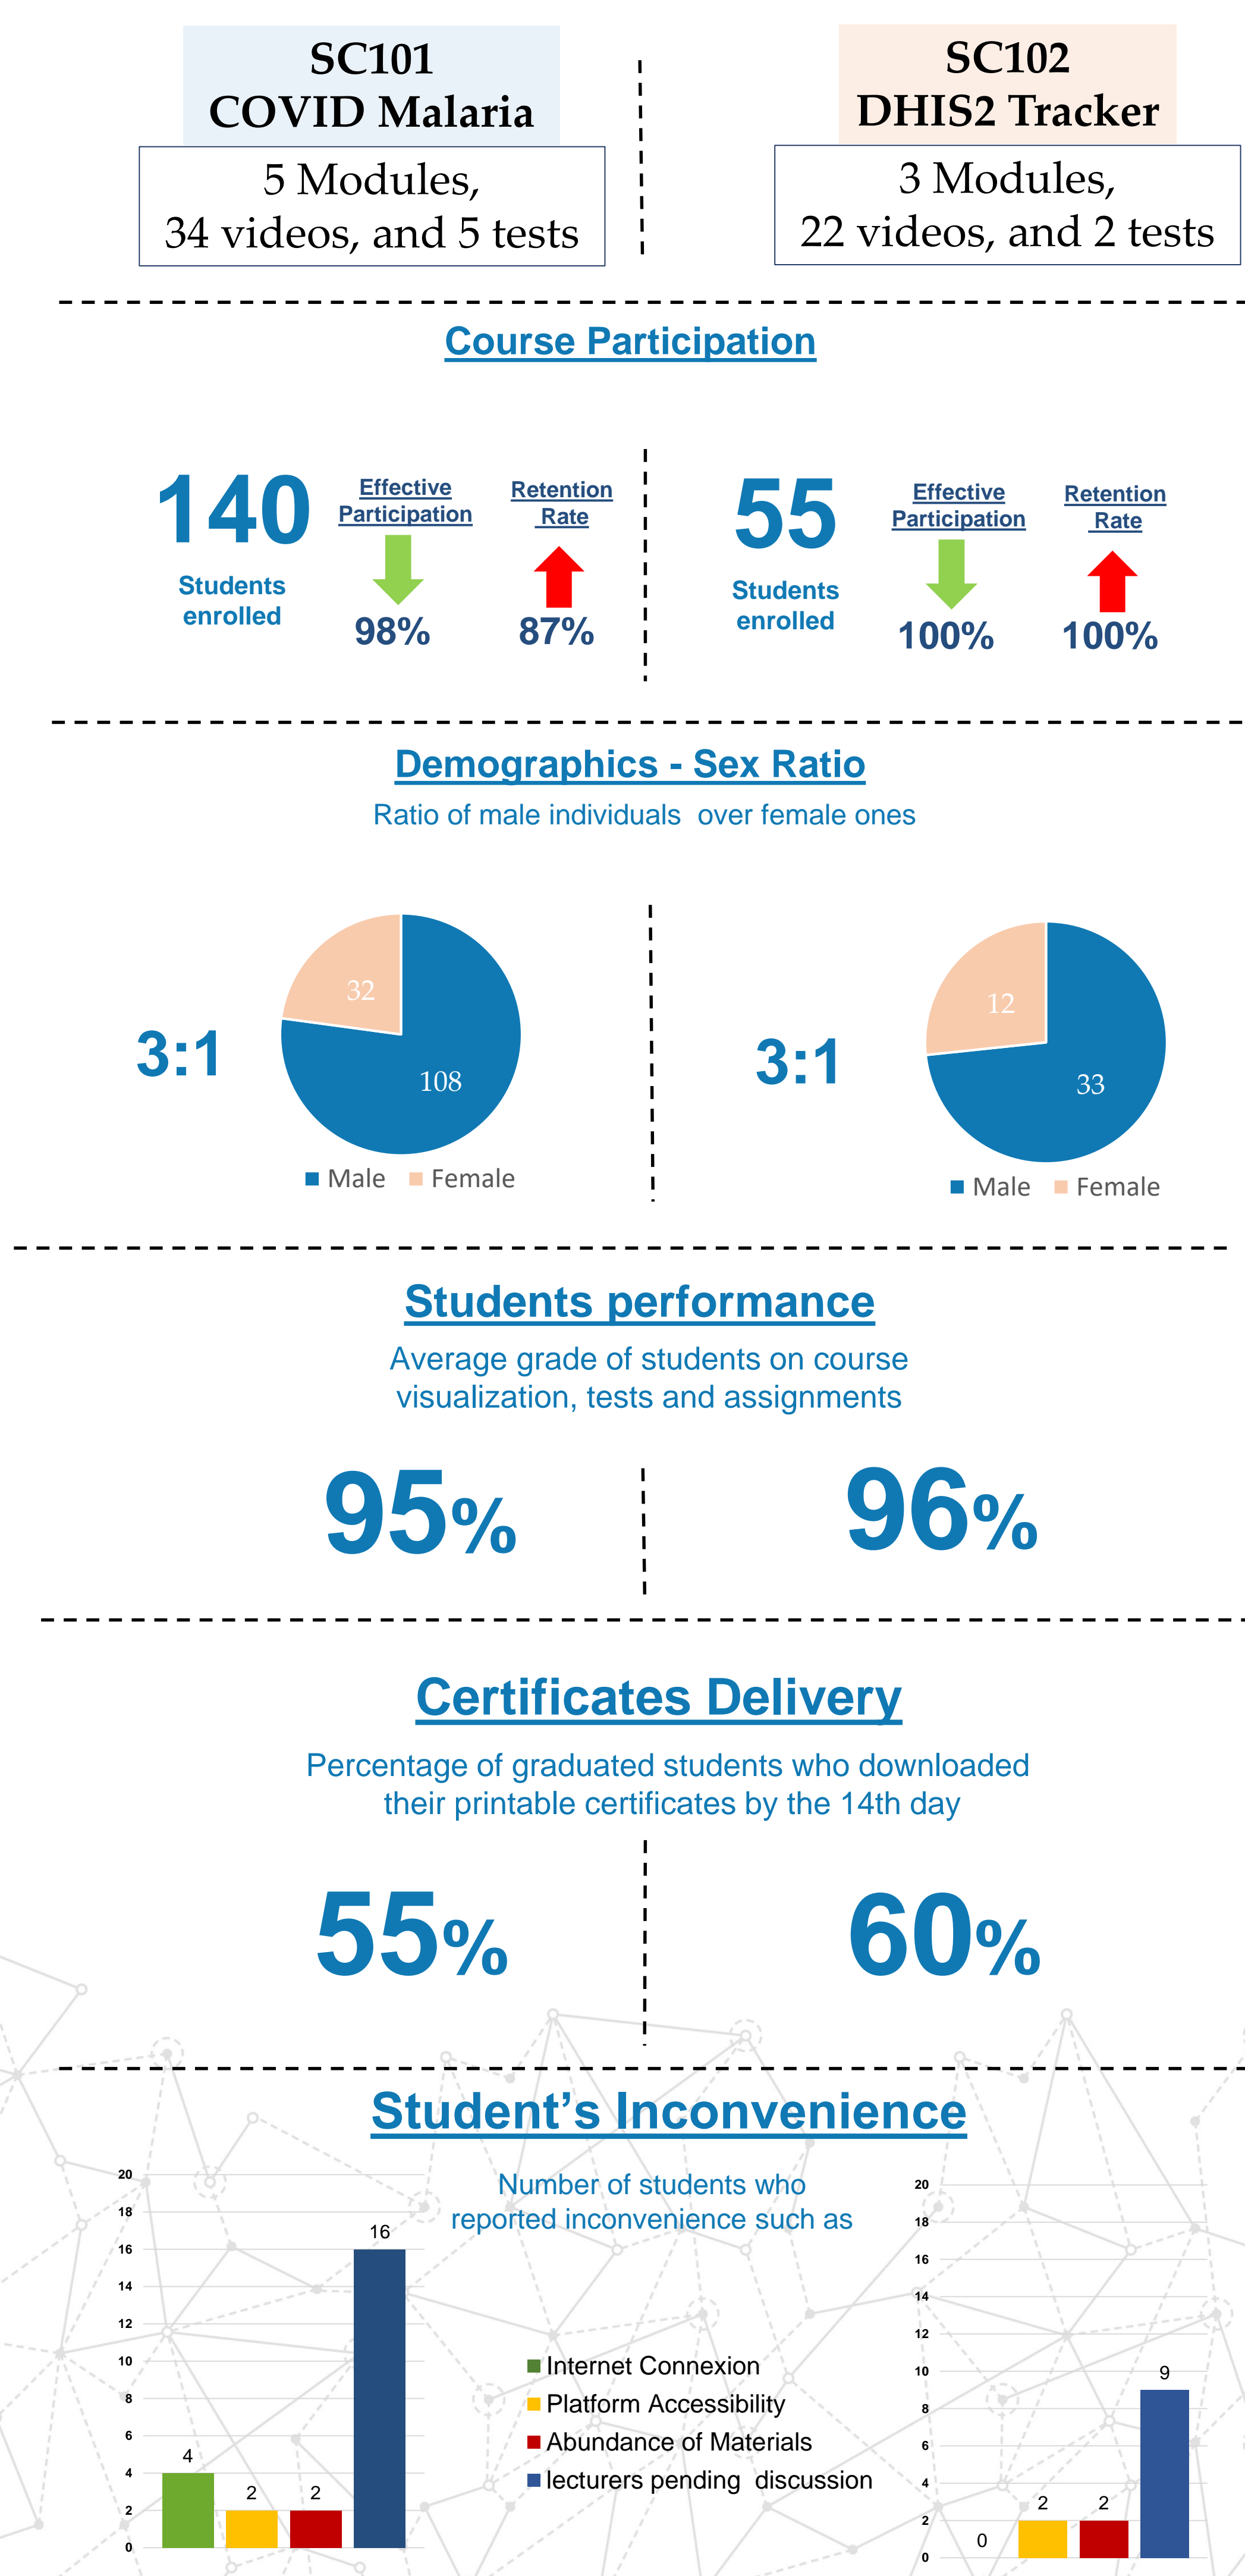 SC101
COVID Malaria
5 Modules,
34 videos, and 5 tests
SC102
DHIS2 Tracker
3 Modules,
22 videos, and 2 tests
Course Participation
140
Students
enrolled
Effective
Participation
98%
Retention
Rate
87%
55
Students
enrolled
Effective
Participation
100%
Retention
Rate
100%
Demographics - Sex Ratio
Ratio of male individuals over female ones
3:1
32
108
Male Female
3:1
12
33
Male Female
Students performance
Average grade of students on course
visualization, tests and assignments
95%
96%
Certificates Delivery
Percentage of graduated students who downloaded
their printable certificates by the 14th day
55%
60%
Student’s Inconvenience
Number of students who
reported inconvenience such as
20
18
16
14
12
10
8
6
4
2
0
4
2
2
16
Internet Connexion
Platform Accessibility
Abundance of Materials
lecturers pending discussion
20
18
16
14
12
10
8
6
4
2
0
0
2
2
9